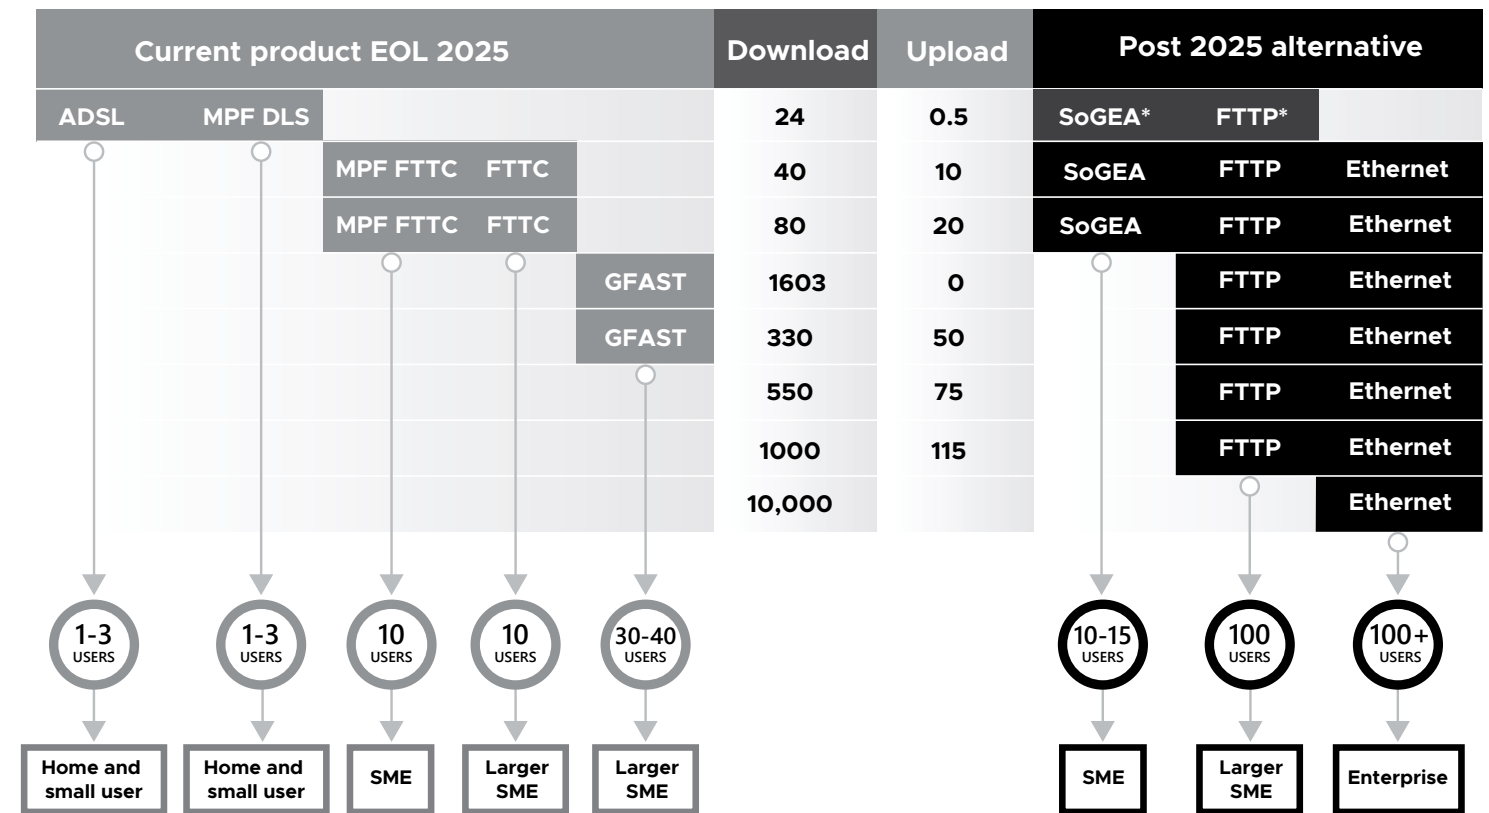 Current product EOL 2025 Download Upload Post 2025 alternative
ADSL MPF DLS 24 0.5 SoGEA* FTTP*
MPF FTTC FTTC 40 10 SoGEA FTTP Ethernet
MPF FTTC FTTC 80 20 SoGEA FTTP Ethernet
GFAST 1603 0 FTTP Ethernet
GFAST 330 50 FTTP Ethernet
550 75 FTTP Ethernet
1000 115 FTTP Ethernet
10,000 Ethernet
1-3 1-3 10 10 30-40 10-15 100 100+
USERS USERS USERS USERS USERS USERS USERS USERS
Home and Home and Larger Larger Larger
SME SME Enterprise
small user small user SME SME SME